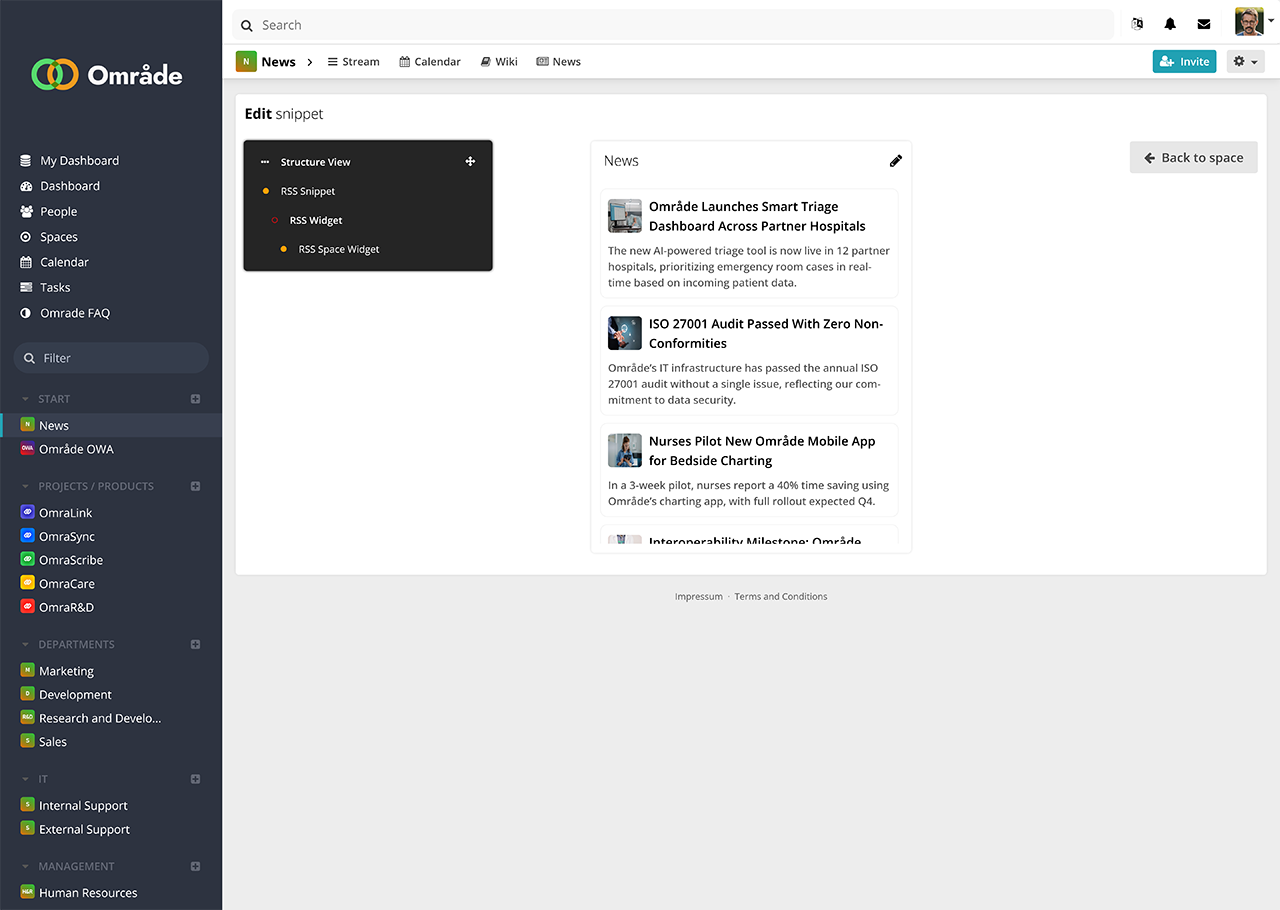 Område
My Dashboard
Dashboard
People
Spaces
Calendar
Tasks
Omrade FAQ
Filter
START
N News
OWA Område OWA
PROJECTS / PRODUCTS
OmraLink
OmraSync
OmraScribe
OmraCare
OmraR&D
DEPARTMENTS
M Marketing
D Development
R&D Research and Develo...
S Sales
IT
S Internal Support
S External Support
MANAGEMENT
H&R Human Resources
Search
N News Stream Calendar Wiki News Invite
Edit snippet
Structure View
RSS Snippet
RSS Widget
RSS Space Widget
News
Område Launches Smart Triage
Dashboard Across Partner Hospitals
The new AI-powered triage tool is now live in 12 partner
hospitals, prioritizing emergency room cases in real-
time based on incoming patient data.
ISO 27001 Audit Passed With Zero Non-
Conformities
Område's IT infrastructure has passed the annual ISO
27001 audit without a single issue, reflecting our com-
mitment to data security.
Nurses Pilot New Område Mobile App
for Bedside Charting
In a 3-week pilot, nurses report a 40% time saving using
Område's charting app, with full rollout expected Q4.
Interoperability Milestone: Område
Back to space
Impressum · Terms and Conditions